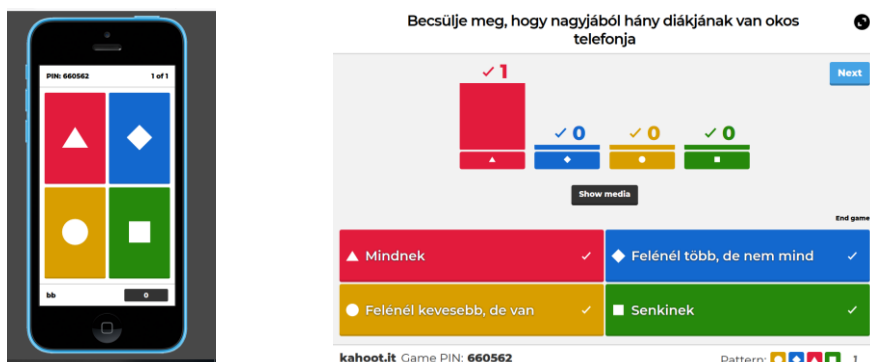 PIN: 660562 1 of 1
bb 0
Becsülje meg, hogy nagyjából hány diákjának van okos
telefonja
Next
1
0
0
0
Show media
End game
Mindnek
Felénél több, de nem mind
Felénél kevesebb, de van
Senkinek
kahoot.it Game PIN: 660562
Pattern: 1